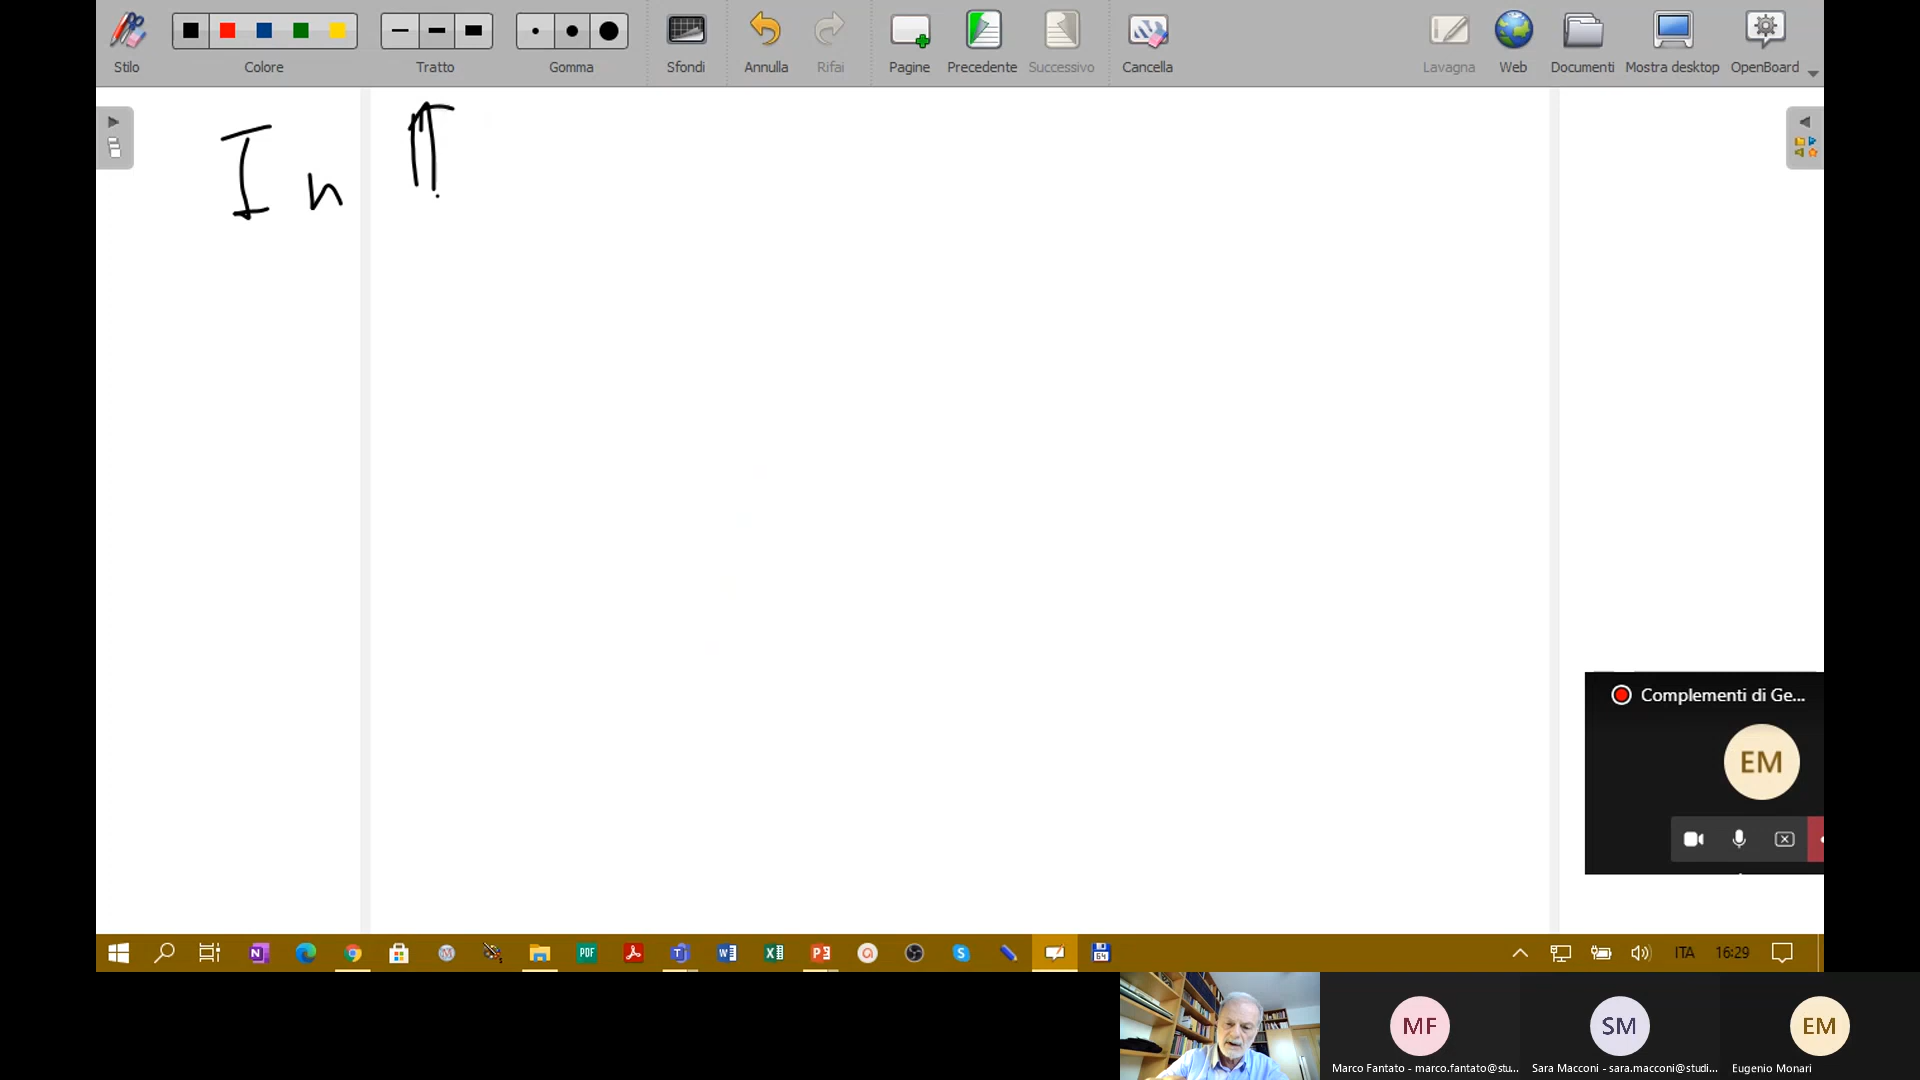 Stilo Colore Tratto Gomma Sfondi Annulla Rifai Pagine Precedente Successivo Cancella Lavagna Web Documenti Mostra desktop OpenBoard
In
Complementi di Ge...
EM
ITA 16:29
MF SM EM
Marco Fantato - marco.fantato@stu... Sara Macconi - sara.macconi@studi... Eugenio Monari